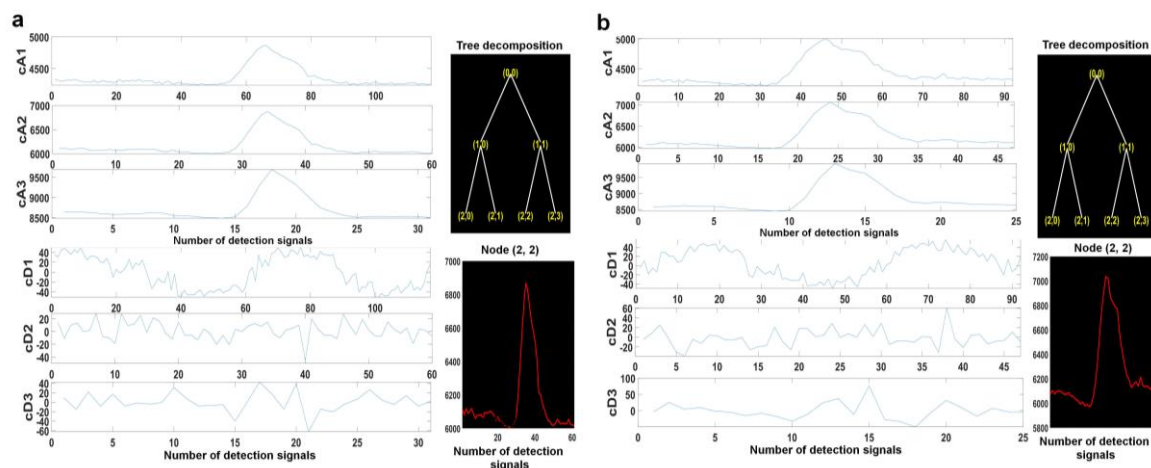 a
cA1
5000
4500
0 20 40 60 80 100
cA2
7000
6500
6000
0 10 20 30 40 50 60
cA3
9500
9000
8500
0 5 10 15 20 25 30
Number of detection signals
cD1
40
20
0
-20
-40
0 20 40 60 80 100
cD2
20
0
-20
-40
0 10 20 30 40 50 60
cD3
40
20
0
-20
-40
-60
0 5 10 15 20 25 30
Number of detection signals
Tree decomposition
(0,0)
(1,0) (1,1)
(2,0) (2,1) (2,2) (2,3)
Node (2, 2)
7000
6800
6600
6400
6200
6000
20 40 60
Number of detection
signals
b
cA1
5000
4500
0 10 20 30 40 50 60 70 80 90
cA2
7000
6500
6000
0 5 10 15 20 25 30 35 40 45
cA3
9500
9000
8500
0 5 10 15 20 25
Number of detection signals
cD1
40
20
0
-20
-40
0 10 20 30 40 50 60 70 80 90
cD2
60
40
20
0
-20
0 5 10 15 20 25 30 35 40 45
cD3
100
50
0
0 5 10 15 20 25
Number of detection signals
Tree decomposition
(0,0)
(1,0) (1,1)
(2,0) (2,1) (2,2) (2,3)
Node (2, 2)
7200
7000
6800
6600
6400
6200
6000
5800
Number of detection
signals